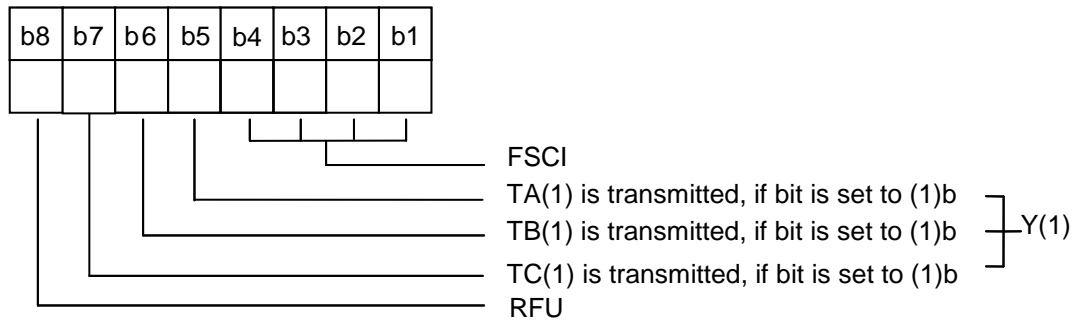 b8 b7 b6 b5 b4 b3 b2 b1
FSCI
TA(1) is transmitted, if bit is set to (1)b
TB(1) is transmitted, if bit is set to (1)b
Y(1)
TC(1) is transmitted, if bit is set to (1)b
RFU